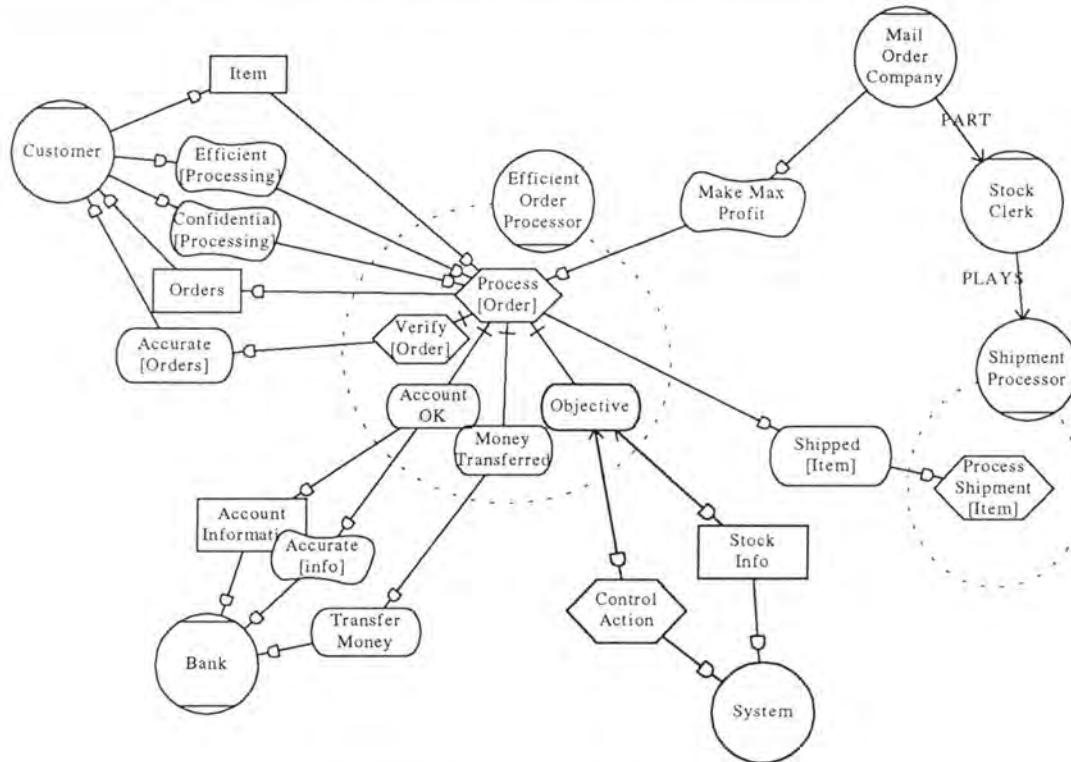 Mail
Order
Company
Item
PART
Customer
Efficient
[Processing]
Efficient
Order
Processor
Make Max
Profit
Stock
Clerk
Confidential
[Processing]
Orders
Process
[Order]
PLAYS
Verify
[Order]
Accurate
[Orders]
Shipment
Processor
Account
OK
Objective
Money
Transferred
Shipped
[Item]
Process
Shipment
[Item]
Account
Informatic
Accurate
[info]
Stock
Info
Control
Action
Transfer
Money
Bank
System